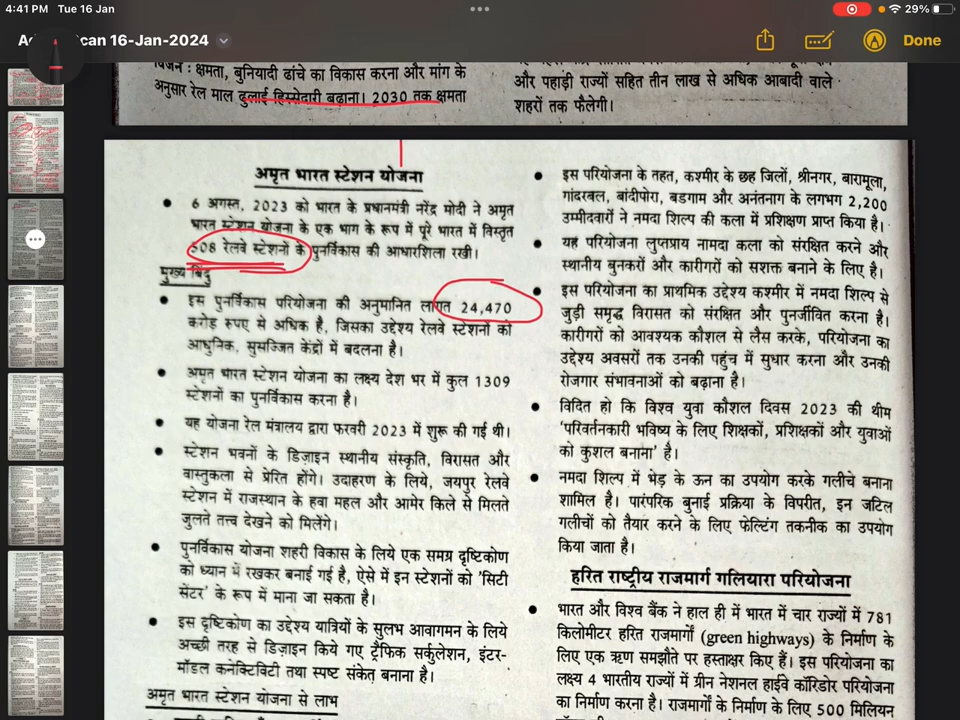 4:41 PM Tue 16 Jan
29%
can 16-Jan-2024
Done
विजन : क्षमता, बुनियादी ढांचे का विकास करना और मांग के
अनुसार रेल माल ढुलाई हिस्सेदारी बढ़ाना। 2030 तक क्षमता
और पहाड़ी राज्यों सहित तीन लाख से अधिक आबादी वाले
शहरों तक फैलेगी।
अमृत भारत स्टेशन योजना
• 6 अगस्त, 2023 को भारत के प्रधानमंत्री नरेंद्र मोदी ने अमृत
भारत स्टेशन योजना के एक भाग के रूप में पूरे भारत में विस्तृत
508 रेलवे स्टेशनों के पुनर्विकास की आधारशिला रखी।
मुख्य बिंदु
• इस पुनर्विकास परियोजना की अनुमानित लागत 24,470
करोड़ रुपए से अधिक है, जिसका उद्देश्य रेलवे स्टेशनों को
आधुनिक, सुसज्जित केंद्रों में बदलना है।
• अमृत भारत स्टेशन योजना का लक्ष्य देश भर में कुल 1309
स्टेशनों का पुनर्विकास करना है।
• यह योजना रेल मंत्रालय द्वारा फरवरी 2023 में शुरू की गई थी।
• स्टेशन भवनों के डिज़ाइन स्थानीय संस्कृति, विरासत और
वास्तुकला से प्रेरित होंगे। उदाहरण के लिये, जयपुर रेलवे
स्टेशन में राजस्थान के हवा महल और आमेर किले से मिलते
जुलते तत्त्व देखने को मिलेंगे।
• पुनर्विकास योजना शहरी विकास के लिये एक समग्र दृष्टिकोण
को ध्यान में रखकर बनाई गई है, ऐसे में इन स्टेशनों को 'सिटी
सेंटर' के रूप में माना जा सकता है।
• इस दृष्टिकोण का उद्देश्य यात्रियों के सुलभ आवागमन के लिये
अच्छी तरह से डिज़ाइन किये गए ट्रैफिक सर्कुलेशन, इंटर-
मॉडल कनेक्टिविटी तथा स्पष्ट संकेत बनाना है।
अमृत भारत स्टेशन योजना से लाभ
• इस परियोजना के तहत, कश्मीर के छह जिलों, श्रीनगर, बारामूला,
गांदरबल, बांदीपोरा, बडगाम और अनंतनाग के लगभग 2,200
उम्मीदवारों ने नमदा शिल्प की कला में प्रशिक्षण प्राप्त किया है।
• यह परियोजना लुप्तप्राय नामदा कला को संरक्षित करने और
स्थानीय बुनकरों और कारीगरों को सशक्त बनाने के लिए है।
• इस परियोजना का प्राथमिक उद्देश्य कश्मीर में नमदा शिल्प से
जुड़ी समृद्ध विरासत को संरक्षित और पुनर्जीवित करना है।
कारीगरों को आवश्यक कौशल से लैस करके, परियोजना का
उद्देश्य अवसरों तक उनकी पहुंच में सुधार करना और उनकी
रोजगार संभावनाओं को बढ़ाना है।
• विदित हो कि विश्व युवा कौशल दिवस 2023 की थीम
'परिवर्तनकारी भविष्य के लिए शिक्षकों, प्रशिक्षकों और युवाओं
को कुशल बनाना' है।
• नमदा शिल्प में भेड़ के ऊन का उपयोग करके गलीचे बनाना
शामिल है। पारंपरिक बुनाई प्रक्रिया के विपरीत, इन जटिल
गलीचों को तैयार करने के लिए फेल्टिंग तकनीक का उपयोग
किया जाता है।
हरित राष्ट्रीय राजमार्ग गलियारा परियोजना
• भारत और विश्व बैंक ने हाल ही में भारत में चार राज्यों में 781
किलोमीटर हरित राजमार्गों (green highways) के निर्माण के
लिए एक ऋण समझौते पर हस्ताक्षर किए हैं। इस परियोजना का
लक्ष्य 4 भारतीय राज्यों में ग्रीन नेशनल हाईवे कॉरिडोर परियोजना
का निर्माण करना है। राजमार्गों के निर्माण के लिए 500 मिलियन